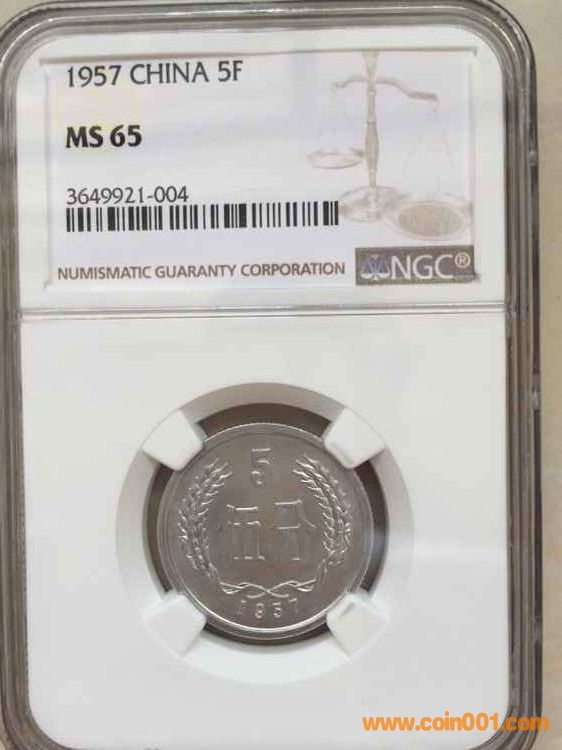 1957 CHINA 5F
MS 65
3649921-004
NUMISMATIC GUARANTY CORPORATION
NGC®
5
伍分
1957
www.coin001.com